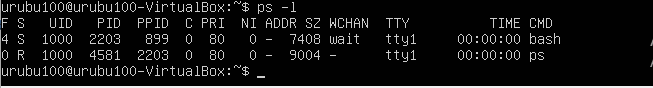 urubu100@urubu100-VirtualBox:~$ ps -l
F S   UID   PID  PPID  C PRI  NI ADDR SZ WCHAN  TTY          TIME CMD
4 S  1000  2203   899  0  80   0 -  7408 wait   tty1     00:00:00 bash
0 R  1000  4581  2203  0  80   0 -  9004 -      tty1     00:00:00 ps
urubu100@urubu100-VirtualBox:~$ _